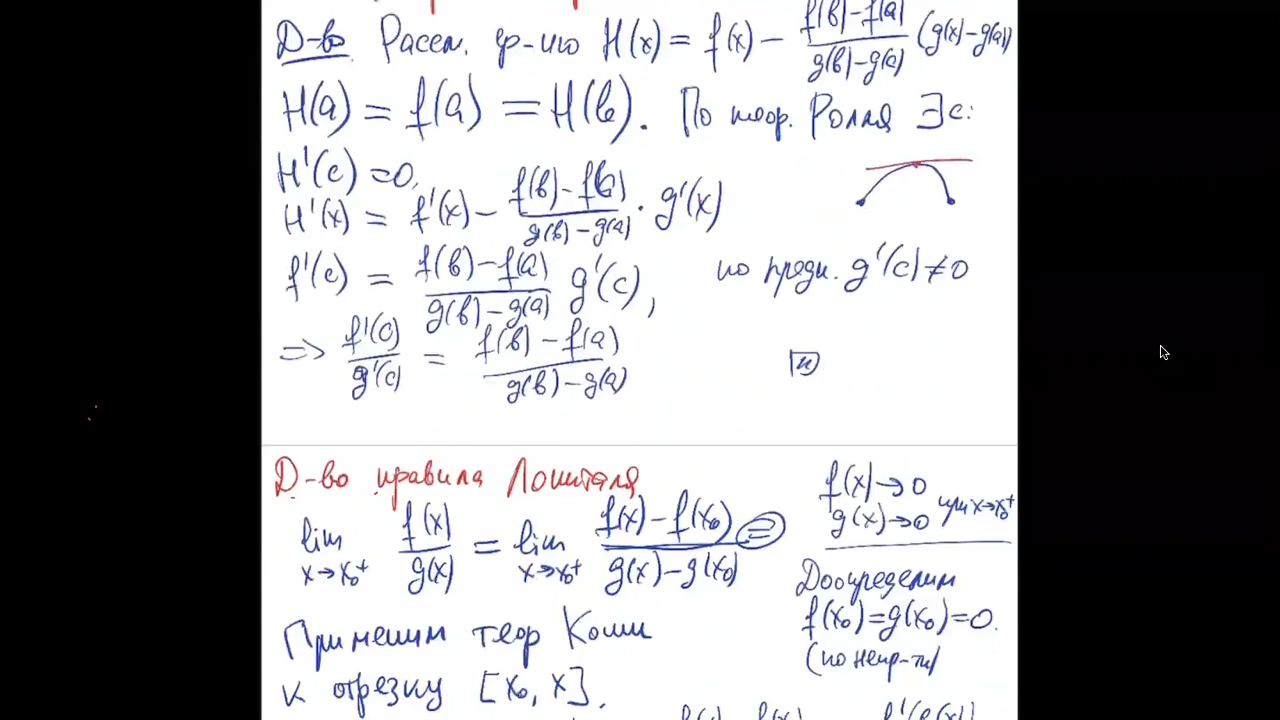 Д-во Рассм. ф-ию H(x) = f(x) − (f(b)−f(a))/(g(b)−g(a)) (g(x)−g(a))
H(a) = f(a) = H(b). По теор. Ролля ∃c:
H'(c)=0.
H'(x) = f'(x) − (f(b)−f(a))/(g(b)−g(a)) · g'(x)
f'(c) = (f(b)−f(a))/(g(b)−g(a)) g'(c), по предп. g'(c)≠0
=> f'(c)/g'(c) = (f(b)−f(a))/(g(b)−g(a))
Д-во правила Лопиталя
f(x)→0
g(x)→0 при x→x₀⁺
lim x→x₀⁺ f(x)/g(x) = lim x→x₀⁺ (f(x)−f(x₀))/(g(x)−g(x₀)) =
Доопределим
f(x₀)=g(x₀)=0.
(по непр-ти)
Применим теор Коши
к отрезку [x₀, x].